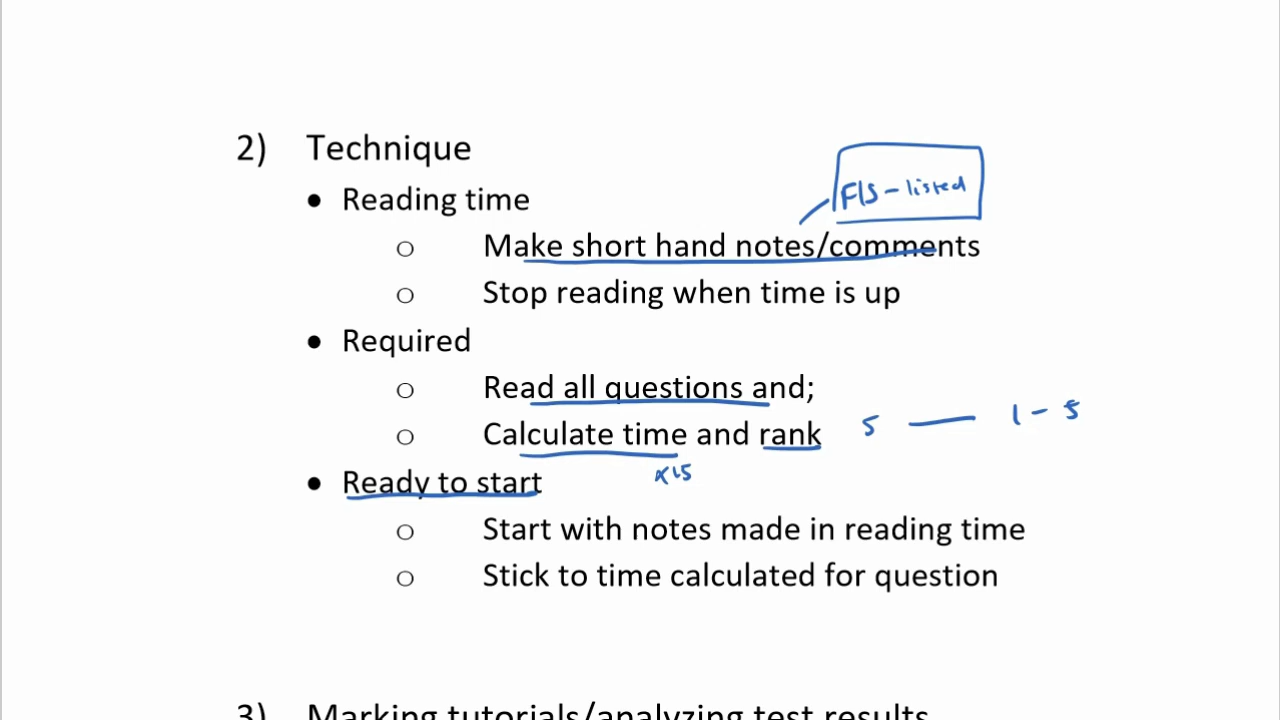 2) Technique
• Reading time
F/S - listed
o Make short hand notes/comments
o Stop reading when time is up
• Required
o Read all questions and;
o Calculate time and rank 5 — 1 - 5
x1,5
• Ready to start
o Start with notes made in reading time
o Stick to time calculated for question
3) Marking tutorials/analyzing test results